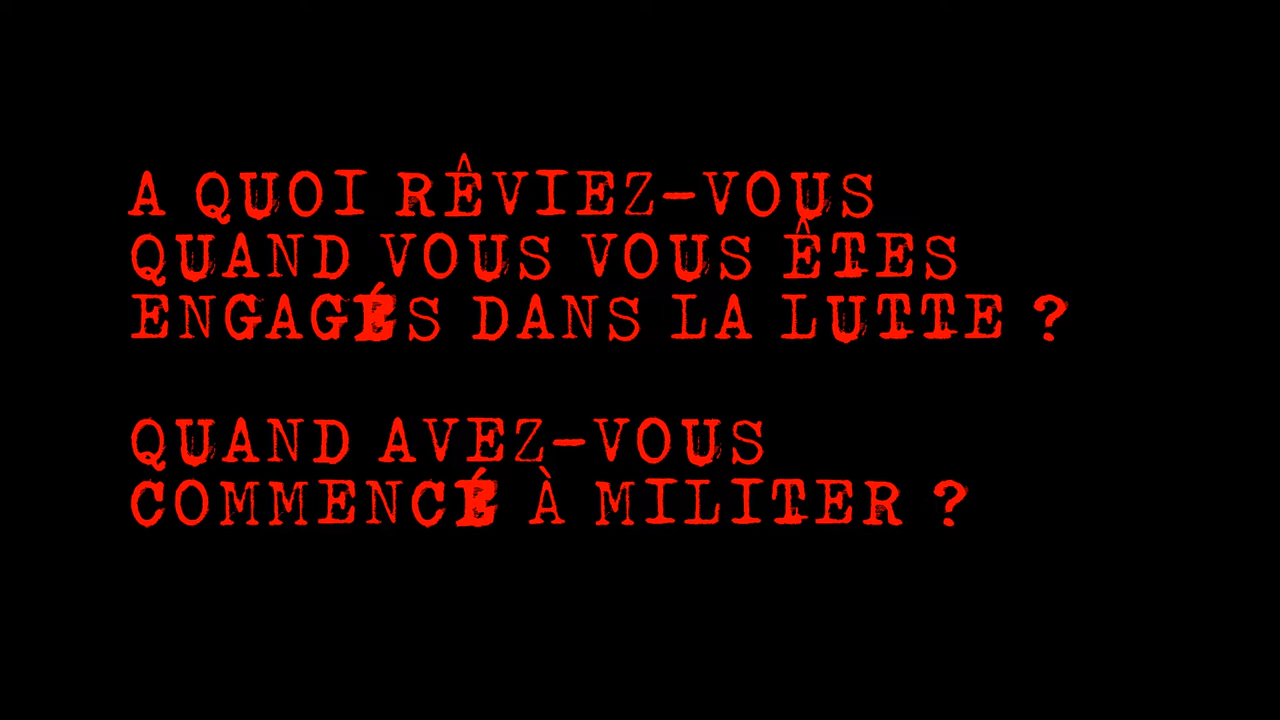 A QUOI RÊVIEZ-VOUS
QUAND VOUS VOUS ÊTES
ENGAGÉS DANS LA LUTTE ?
QUAND AVEZ-VOUS
COMMENCÉ À MILITER ?